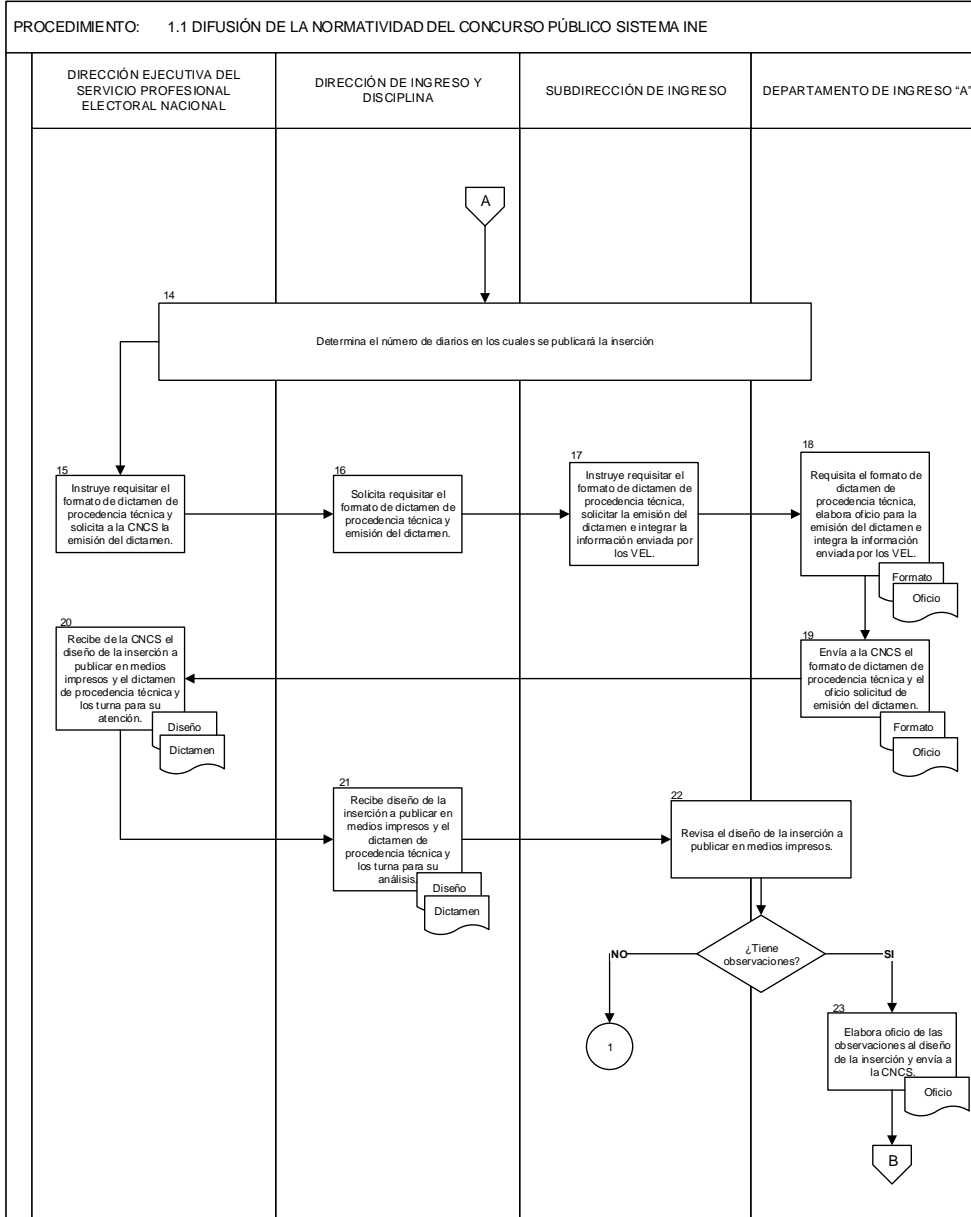 PROCEDIMIENTO: 1.1 DIFUSIÓN DE LA NORMATIVIDAD DEL CONCURSO PÚBLICO SISTEMA INE
DIRECCIÓN EJECUTIVA DEL
SERVICIO PROFESIONAL
ELECTORAL NACIONAL
DIRECCIÓN DE INGRESO Y
DISCIPLINA
SUBDIRECCIÓN DE INGRESO
DEPARTAMENTO DE INGRESO "A"
A
14
Determina el número de diarios en los cuales se publicará la inserción
15
Instruye requisitar el
formato de dictamen de
procedencia técnica y
solicita a la CNCS la
emisión del dictamen.
16
Solicita requisitar el
formato de dictamen de
procedencia técnica y
emisión del dictamen.
17
Instruye requisitar el
formato de dictamen de
procedencia técnica,
solicitar la emisión del
dictamen e integrar la
información enviada por
los VEL.
18
Requisita el formato de
dictamen de
procedencia técnica,
elabora oficio para la
emisión del dictamen e
integra la información
enviada por los VEL.
Formato
Oficio
19
Envía a la CNCS el
formato de dictamen de
procedencia técnica y el
oficio solicitud de
emisión del dictamen.
Formato
Oficio
20
Recibe de la CNCS el
diseño de la inserción a
publicar en medios
impresos y el dictamen
de procedencia técnica y
los turna para su
atención.
Diseño
Dictamen
21
Recibe diseño de la
inserción a publicar en
medios impresos y el
dictamen de
procedencia técnica y
los turna para su
análisis.
Diseño
Dictamen
22
Revisa el diseño de la inserción a
publicar en medios impresos.
¿Tiene
observaciones?
NO
SI
1
23
Elabora oficio de las
observaciones al diseño
de la inserción y envía a
la CNCS.
Oficio
B